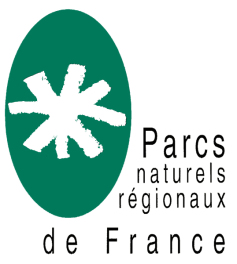 Parcs
naturels
régionaux
de France